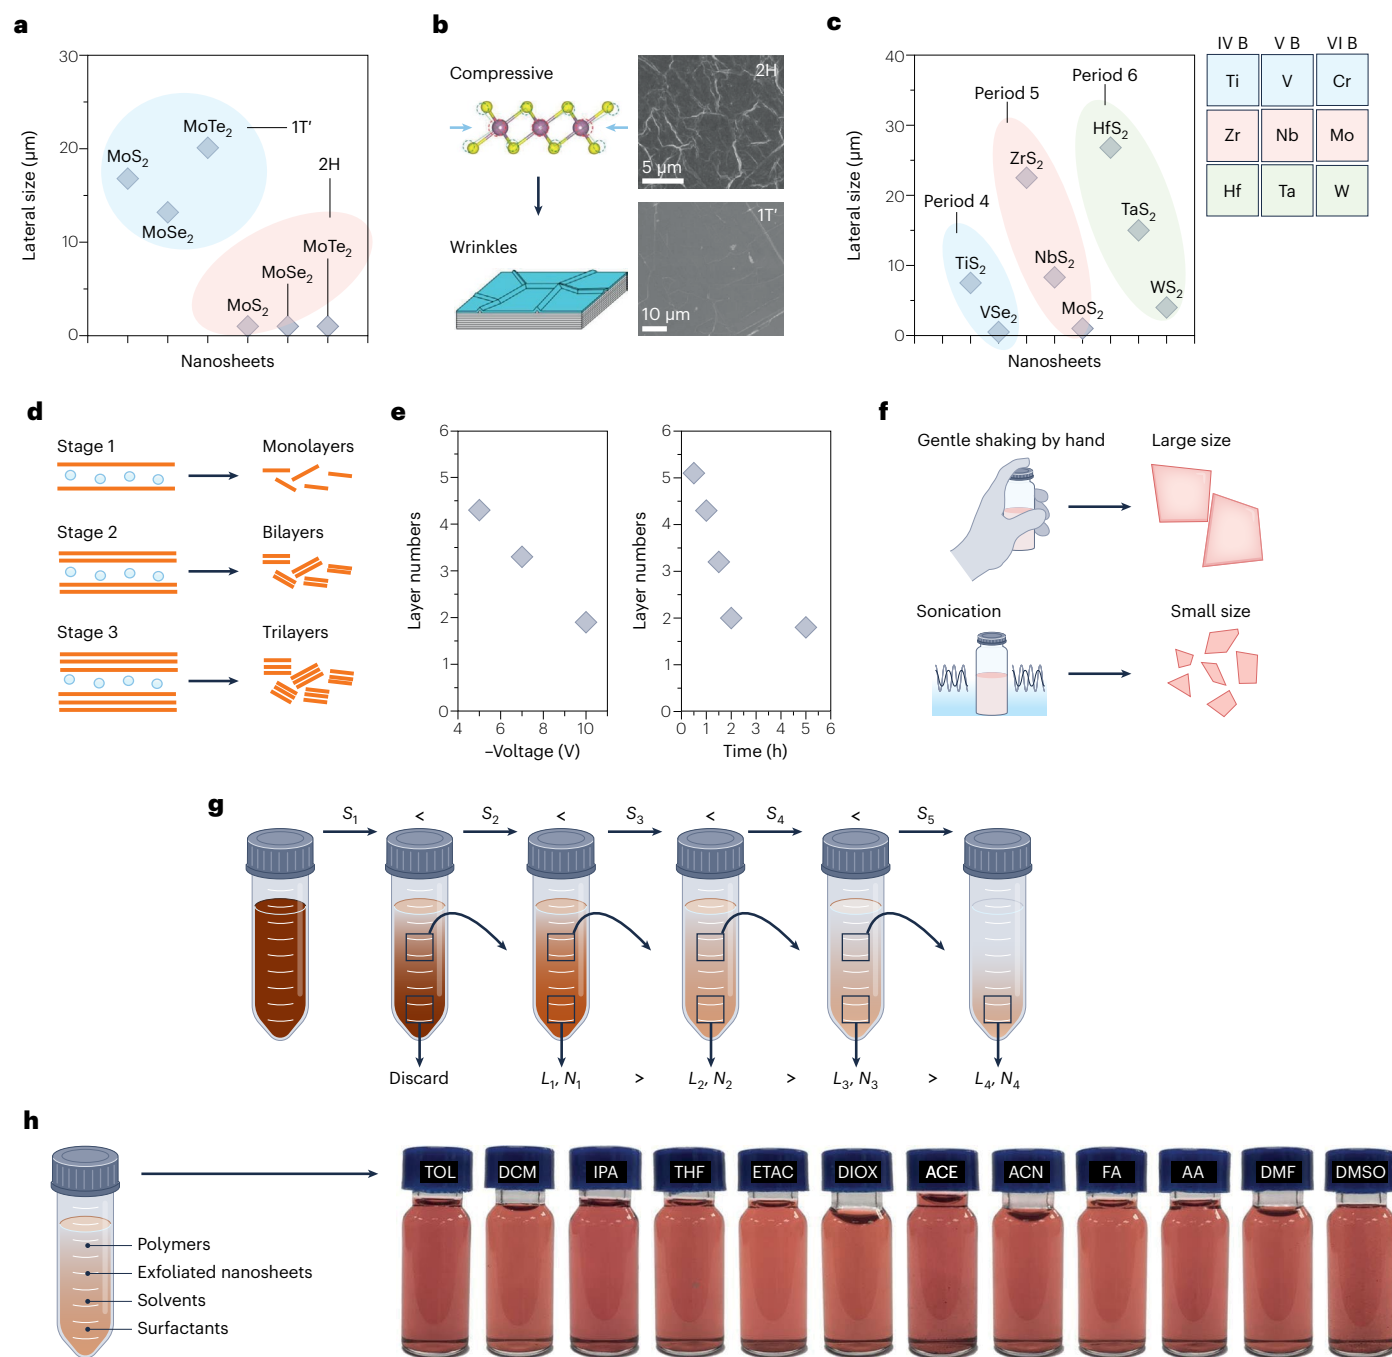 a
30
20
10
0
Lateral size (μm)
MoTe2
1T′
MoS2
MoSe2
2H
MoTe2
MoSe2
MoS2
Nanosheets
b
Compressive
Wrinkles
2H
5 μm
1T′
10 μm
c
40
30
20
10
0
Lateral size (μm)
Period 4
Period 5
Period 6
TiS2
VSe2
ZrS2
NbS2
MoS2
HfS2
TaS2
WS2
Nanosheets
IV B V B VI B
Ti V Cr
Zr Nb Mo
Hf Ta W
d
Stage 1 Monolayers
Stage 2 Bilayers
Stage 3 Trilayers
e
6
5
4
3
2
1
0
Layer numbers
4 6 8 10
–Voltage (V)
6
5
4
3
2
1
0
Layer numbers
0 1 2 3 4 5 6
Time (h)
f
Gentle shaking by hand Large size
Sonication Small size
g
S1 < S2 < S3 < S4 < S5
Discard L1, N1 > L2, N2 > L3, N3 > L4, N4
h
Polymers
Exfoliated nanosheets
Solvents
Surfactants
TOL DCM IPA THF ETAC DIOX ACE ACN FA AA DMF DMSO